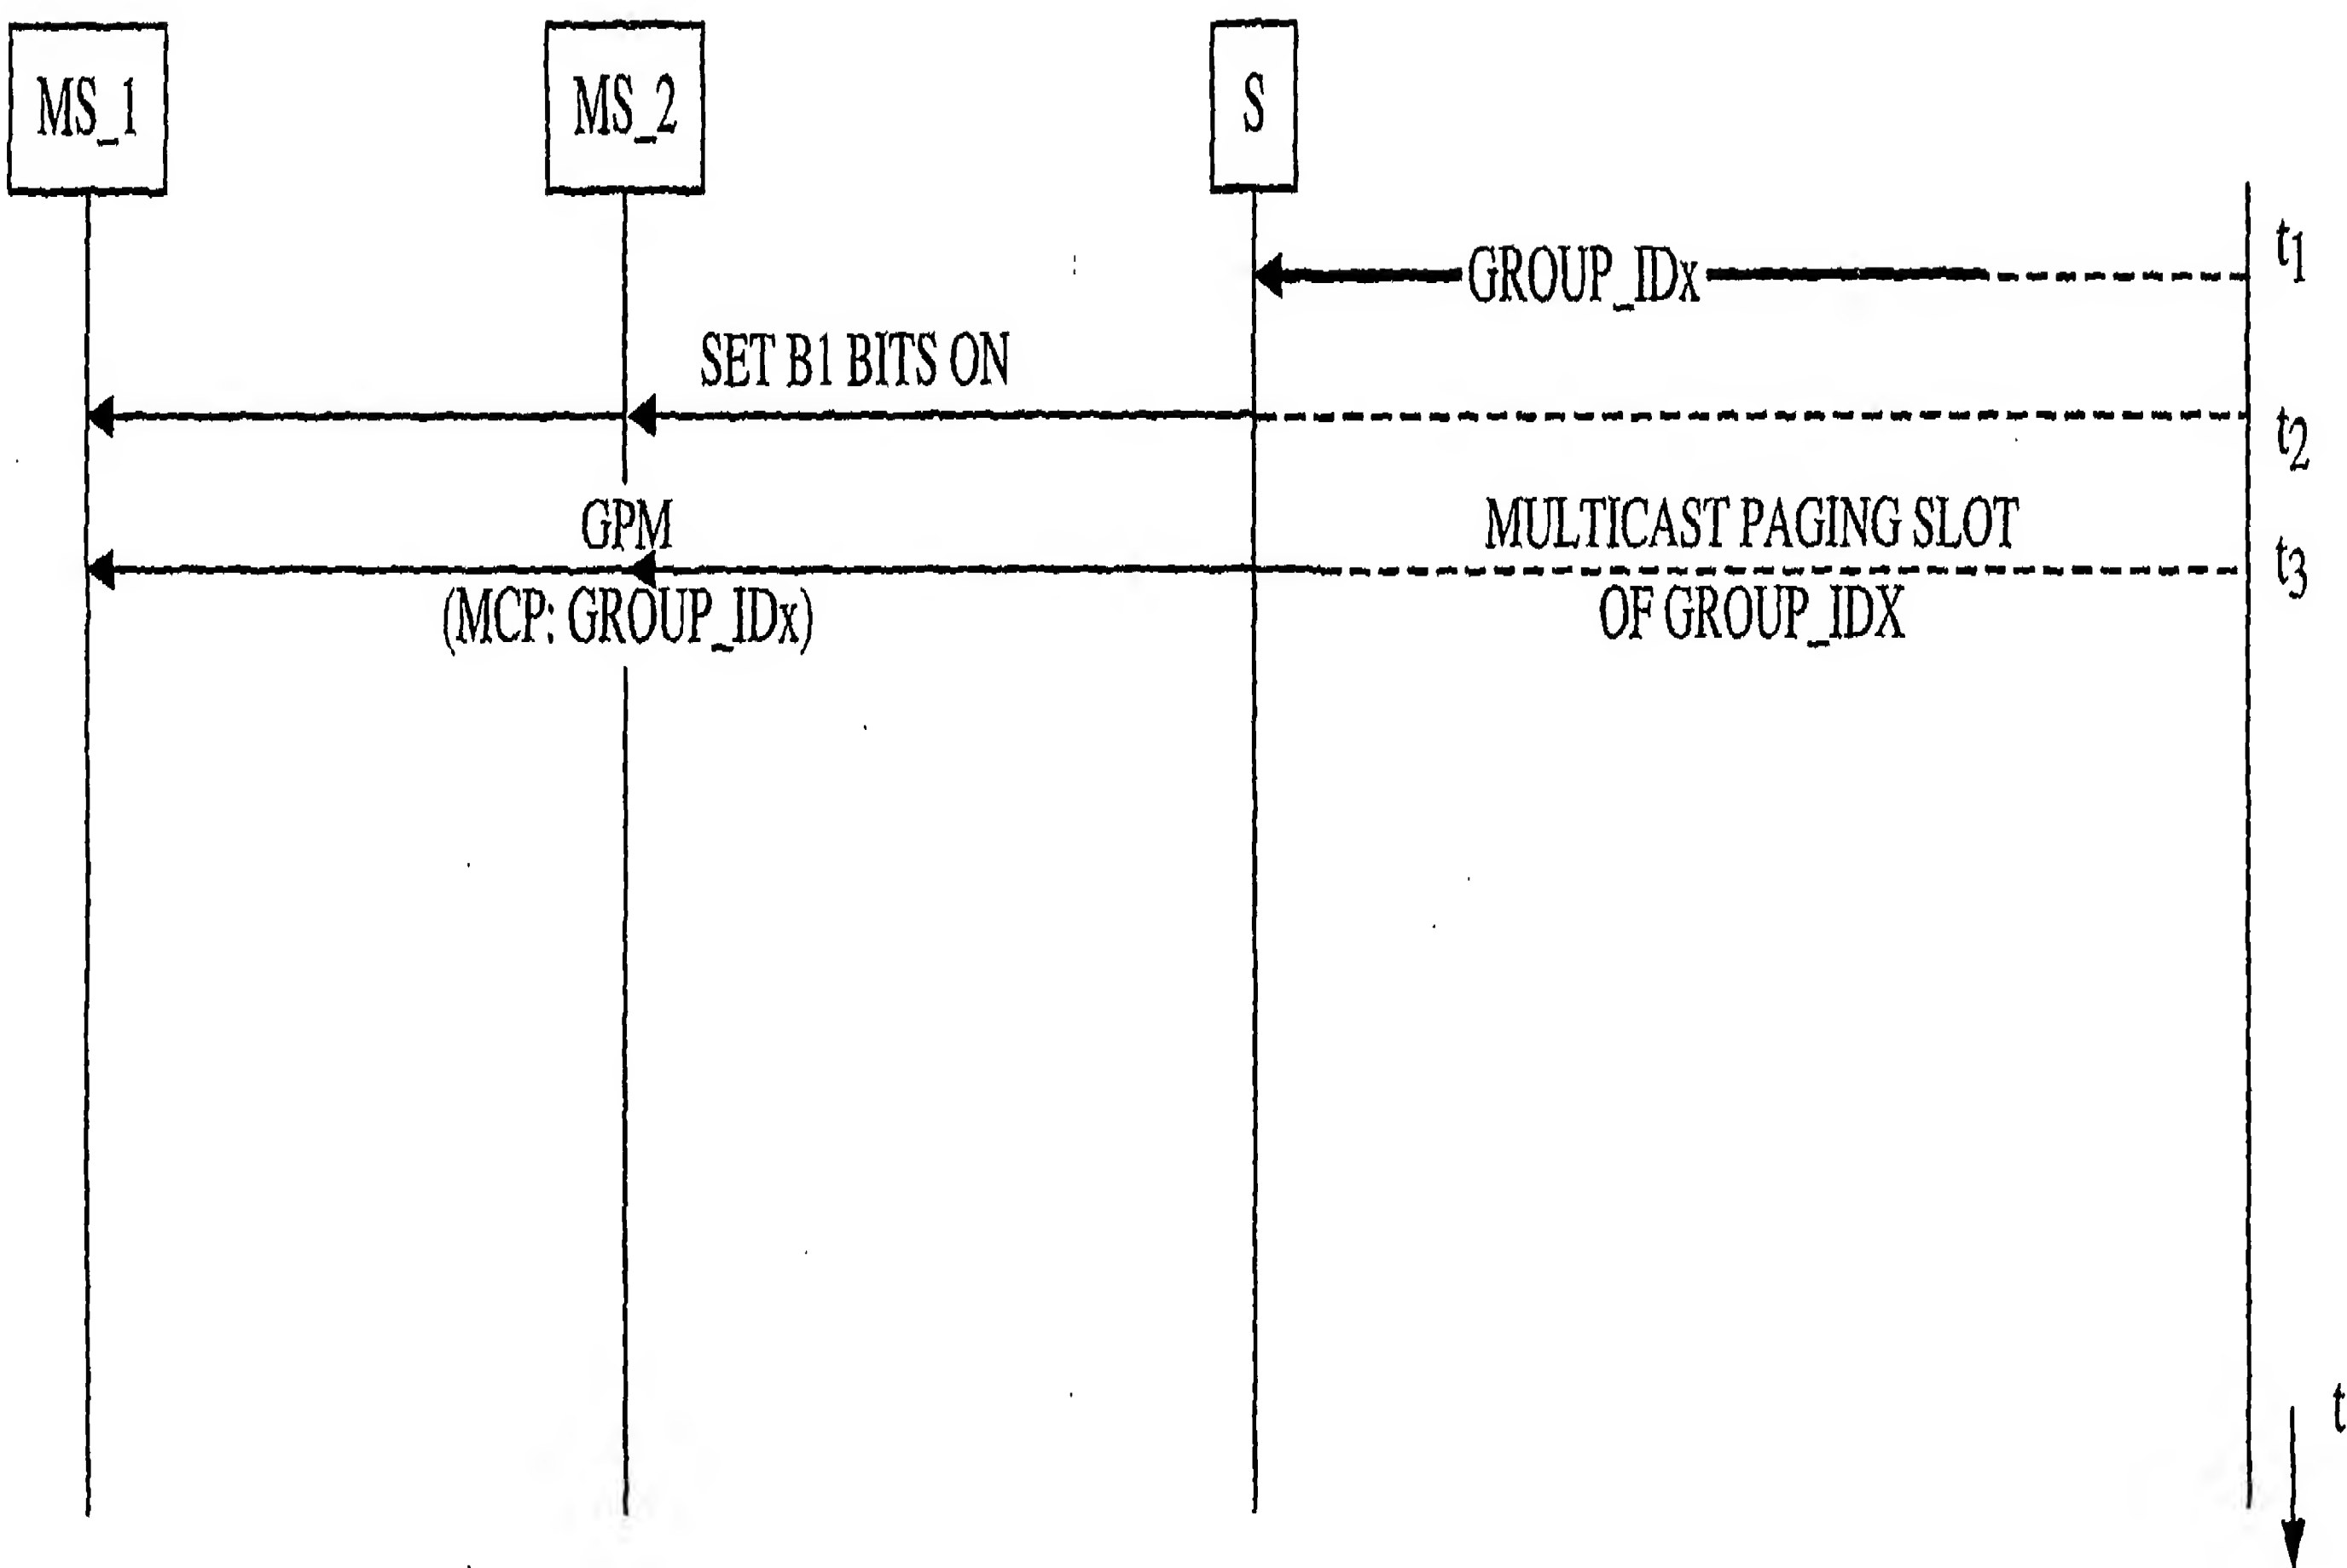 MS_1
MS_2
S
t1
GROUP_IDx
SET B1 BITS ON
t2
GPM
MULTICAST PAGING SLOT
t3
(MCP: GROUP_IDx)
OF GROUP_IDX
t